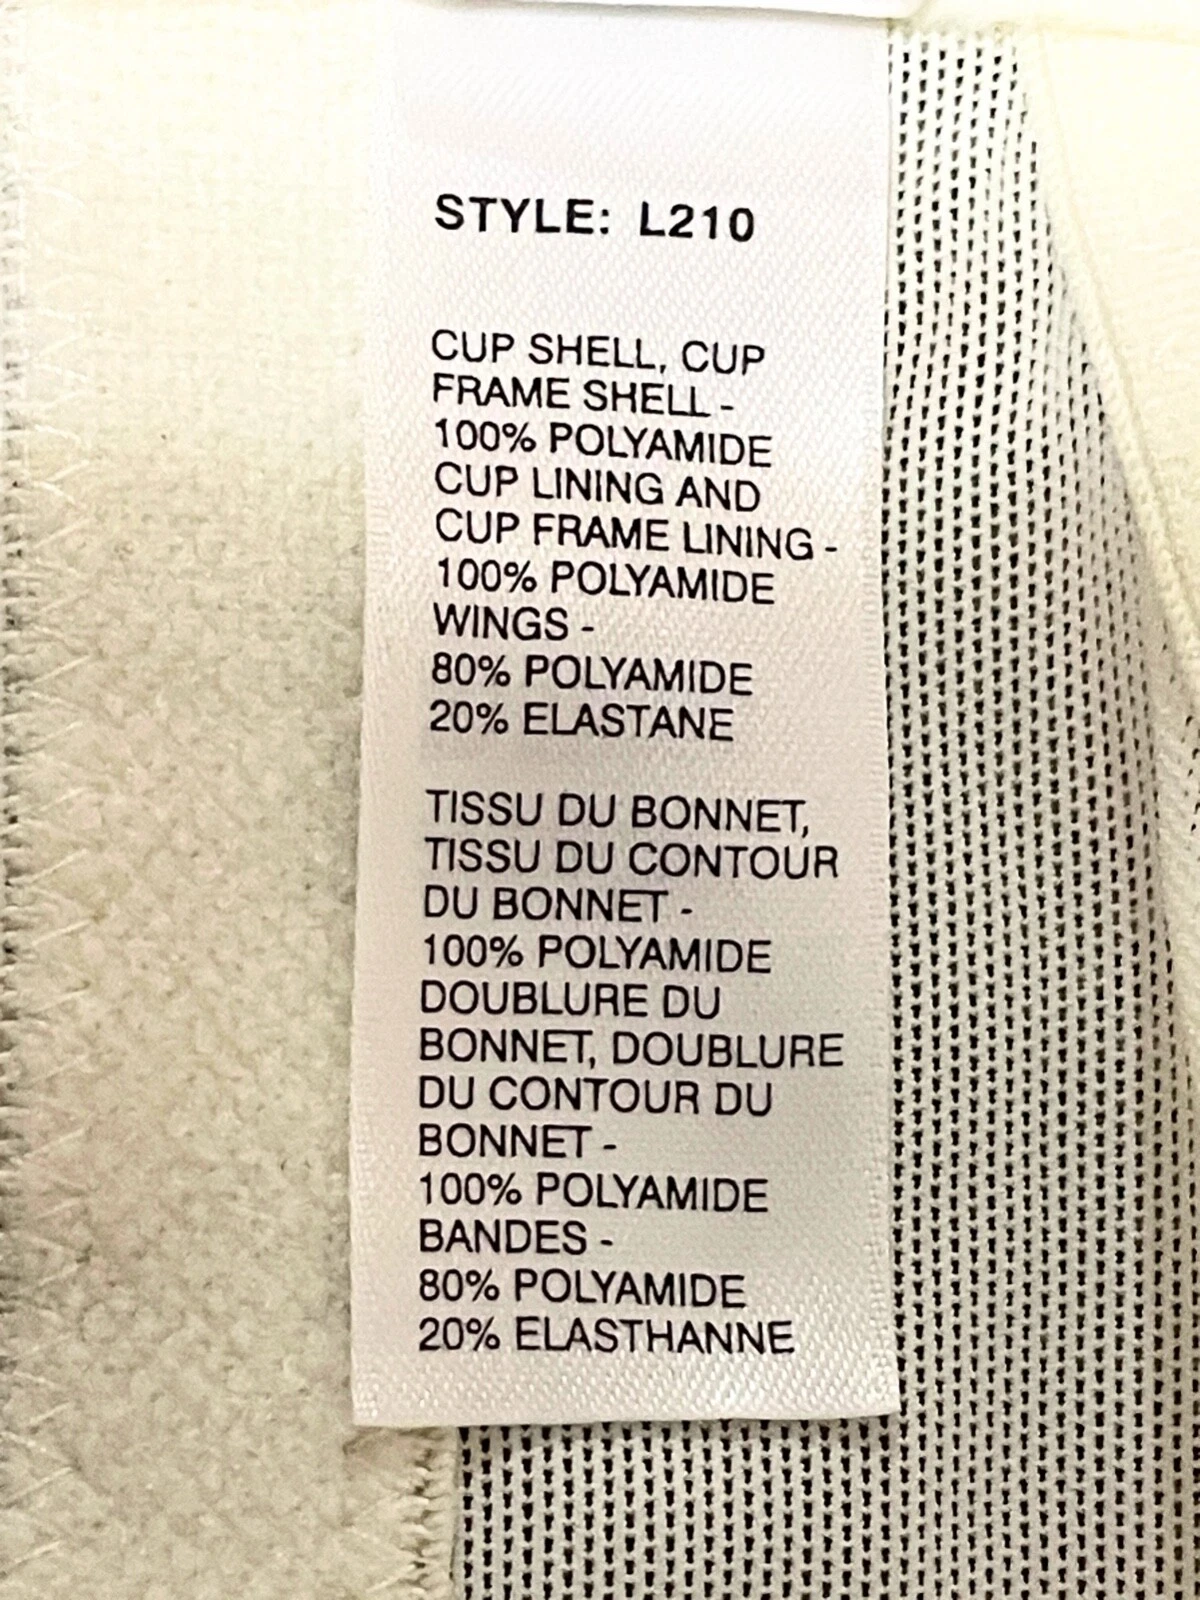 STYLE: L210
CUP SHELL, CUP
FRAME SHELL -
100% POLYAMIDE
CUP LINING AND
CUP FRAME LINING -
100% POLYAMIDE
WINGS -
80% POLYAMIDE
20% ELASTANE
TISSU DU BONNET,
TISSU DU CONTOUR
DU BONNET -
100% POLYAMIDE
DOUBLURE DU
BONNET, DOUBLURE
DU CONTOUR DU
BONNET -
100% POLYAMIDE
BANDES -
80% POLYAMIDE
20% ELASTHANNE